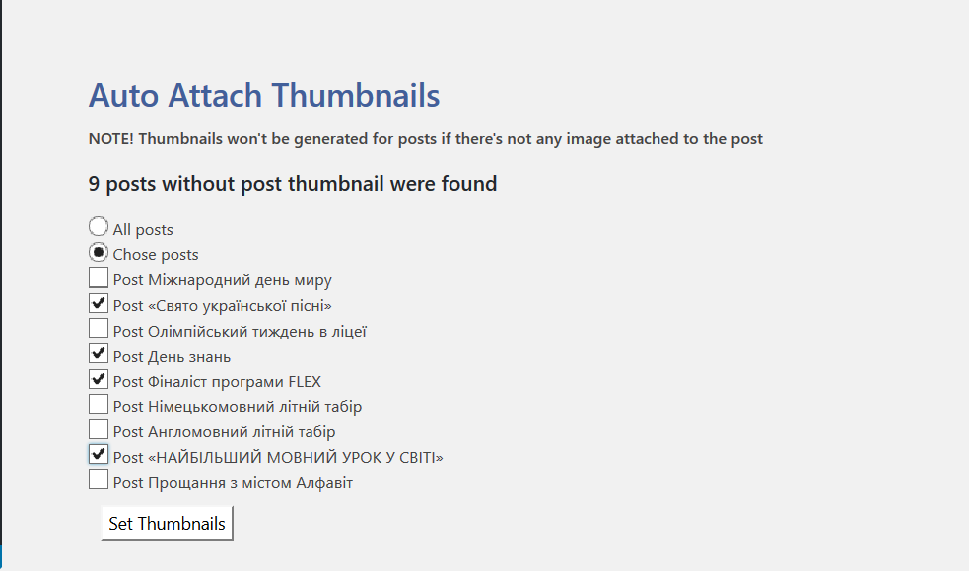 Auto Attach Thumbnails
NOTE! Thumbnails won't be generated for posts if there's not any image attached to the post
9 posts without post thumbnail were found
All posts
Chose posts
Post Міжнародний день миру
Post «Свято української пісні»
Post Олімпійський тиждень в ліцеї
Post День знань
Post Фіналіст програми FLEX
Post Німецькомовний літній табір
Post Англомовний літній табір
Post «НАЙБІЛЬШИЙ МОВНИЙ УРОК У СВІТІ»
Post Прощання з містом Алфавіт
Set Thumbnails